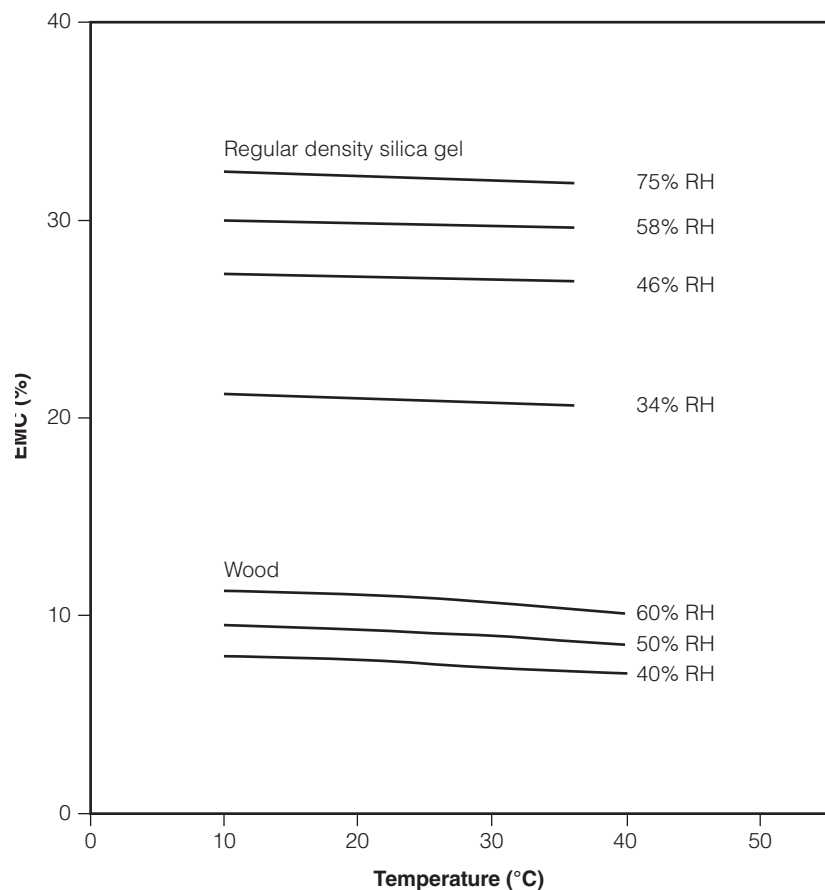 40
Regular density silica gel
75% RH
30
58% RH
46% RH
EMC (%)
20
34% RH
Wood
10
60% RH
50% RH
40% RH
0
0 10 20 30 40 50
Temperature (°C)